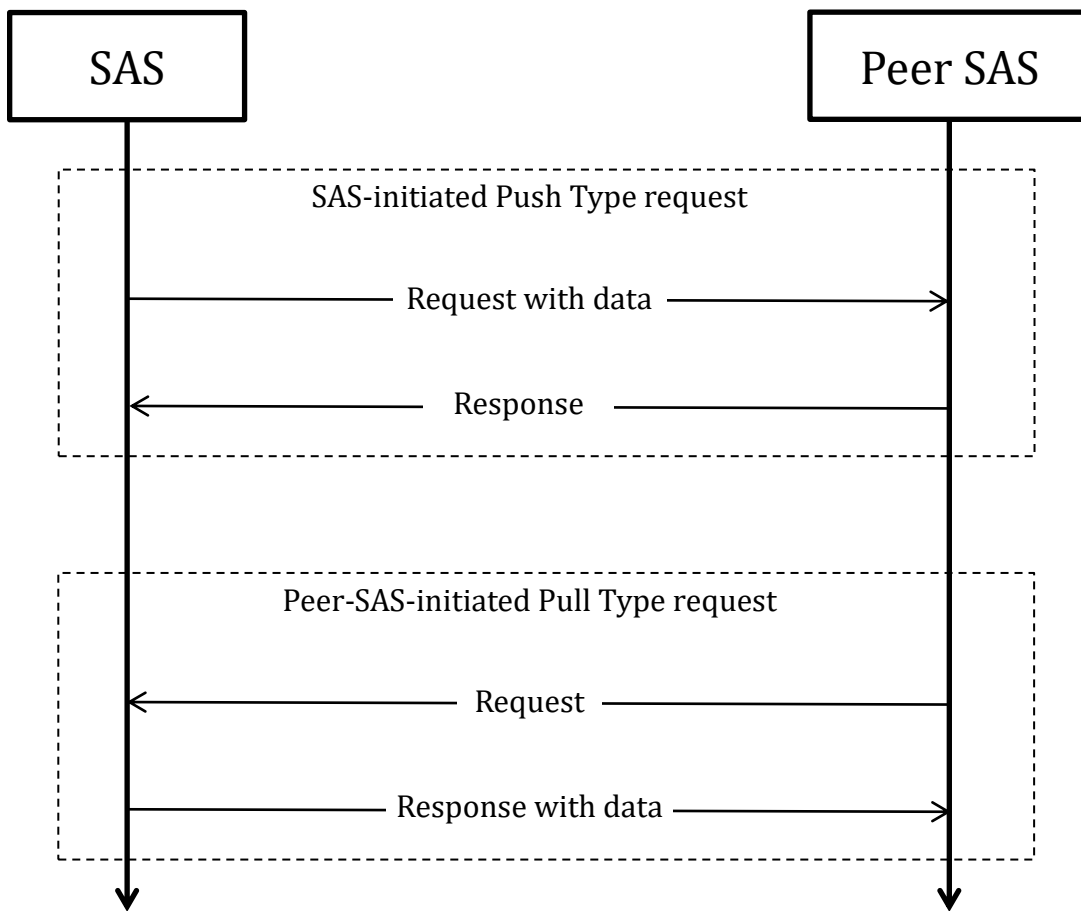 SAS
Peer SAS
SAS-initiated Push Type request
Request with data
Response
Peer-SAS-initiated Pull Type request
Request
Response with data